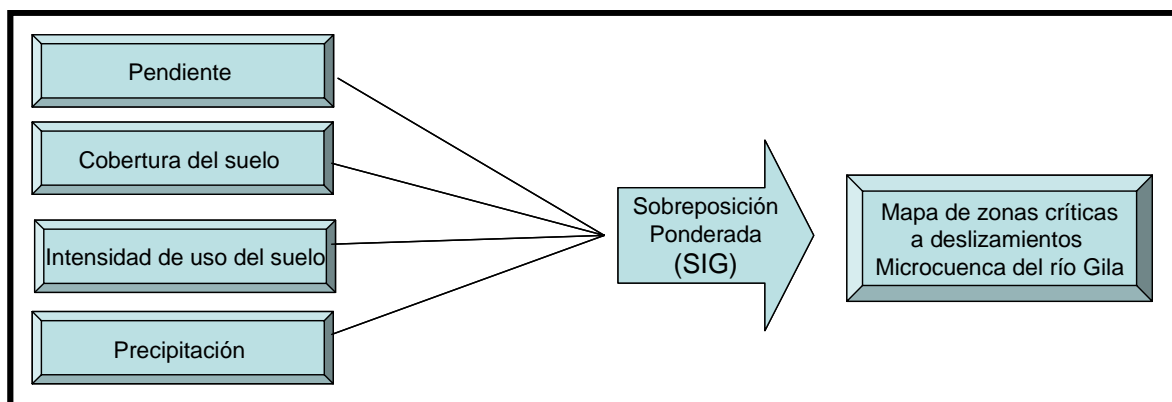 Pendiente
Cobertura del suelo
Intensidad de uso del suelo
Precipitación
Sobreposición
Ponderada
(SIG)
Mapa de zonas críticas
a deslizamientos
Microcuenca del río Gila